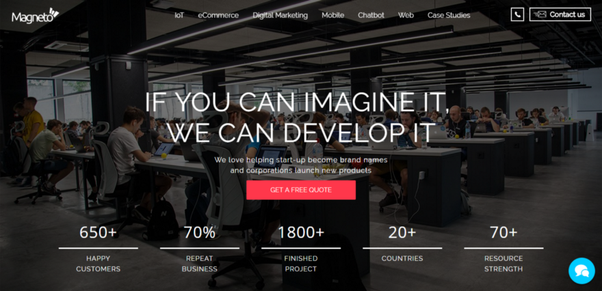 Magneto
IoT eCommerce Digital Marketing Mobile Chatbot Web Case Studies Contact us
IF YOU CAN IMAGINE IT,
WE CAN DEVELOP IT
We love helping start-up become brand names
and corporations launch new products
GET A FREE QUOTE
650+ 70% 1800+ 20+ 70+
HAPPY REPEAT FINISHED COUNTRIES RESOURCE
CUSTOMERS BUSINESS PROJECT STRENGTH